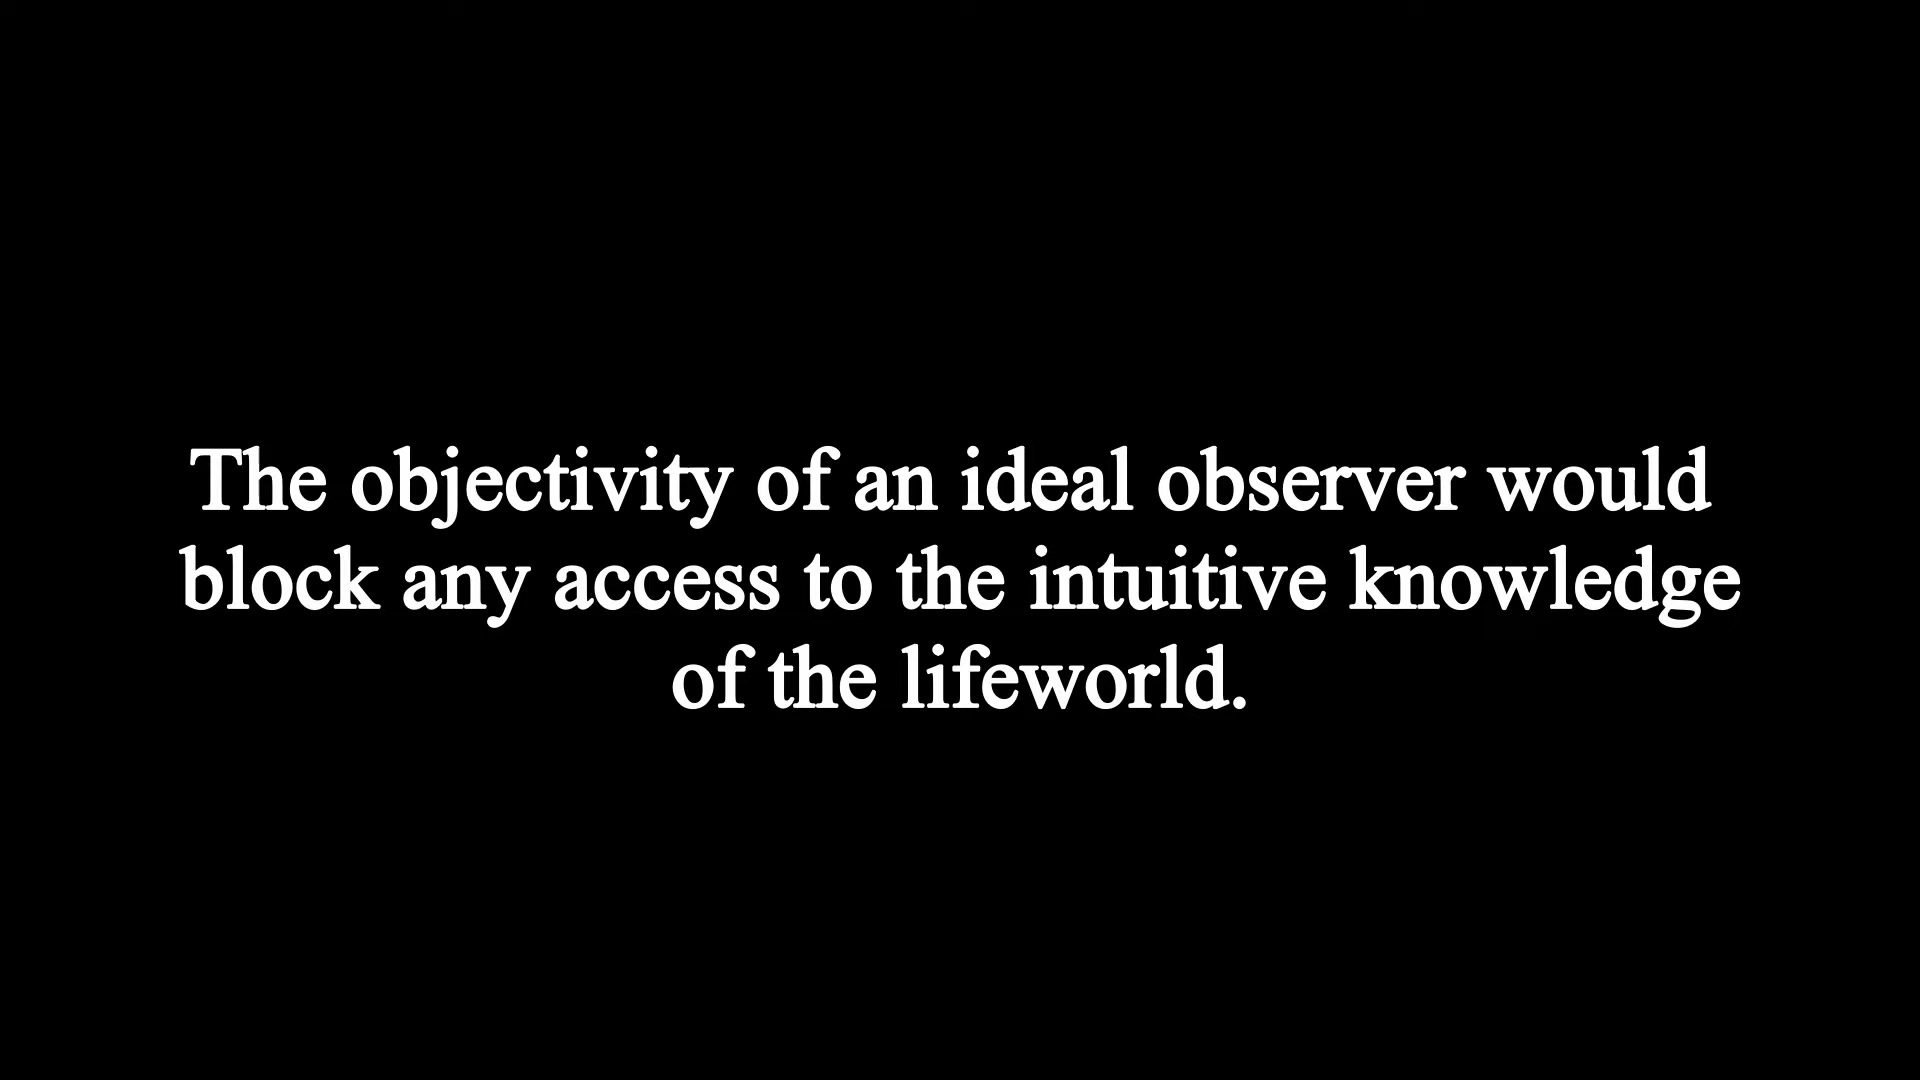 The objectivity of an ideal observer would
block any access to the intuitive knowledge
of the lifeworld.